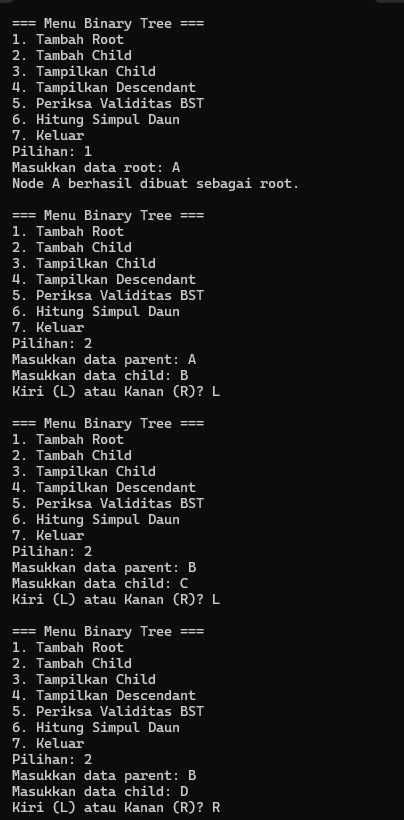 === Menu Binary Tree ===
1. Tambah Root
2. Tambah Child
3. Tampilkan Child
4. Tampilkan Descendant
5. Periksa Validitas BST
6. Hitung Simpul Daun
7. Keluar
Pilihan: 1
Masukkan data root: A
Node A berhasil dibuat sebagai root.

=== Menu Binary Tree ===
1. Tambah Root
2. Tambah Child
3. Tampilkan Child
4. Tampilkan Descendant
5. Periksa Validitas BST
6. Hitung Simpul Daun
7. Keluar
Pilihan: 2
Masukkan data parent: A
Masukkan data child: B
Kiri (L) atau Kanan (R)? L

=== Menu Binary Tree ===
1. Tambah Root
2. Tambah Child
3. Tampilkan Child
4. Tampilkan Descendant
5. Periksa Validitas BST
6. Hitung Simpul Daun
7. Keluar
Pilihan: 2
Masukkan data parent: B
Masukkan data child: C
Kiri (L) atau Kanan (R)? L

=== Menu Binary Tree ===
1. Tambah Root
2. Tambah Child
3. Tampilkan Child
4. Tampilkan Descendant
5. Periksa Validitas BST
6. Hitung Simpul Daun
7. Keluar
Pilihan: 2
Masukkan data parent: B
Masukkan data child: D
Kiri (L) atau Kanan (R)? R